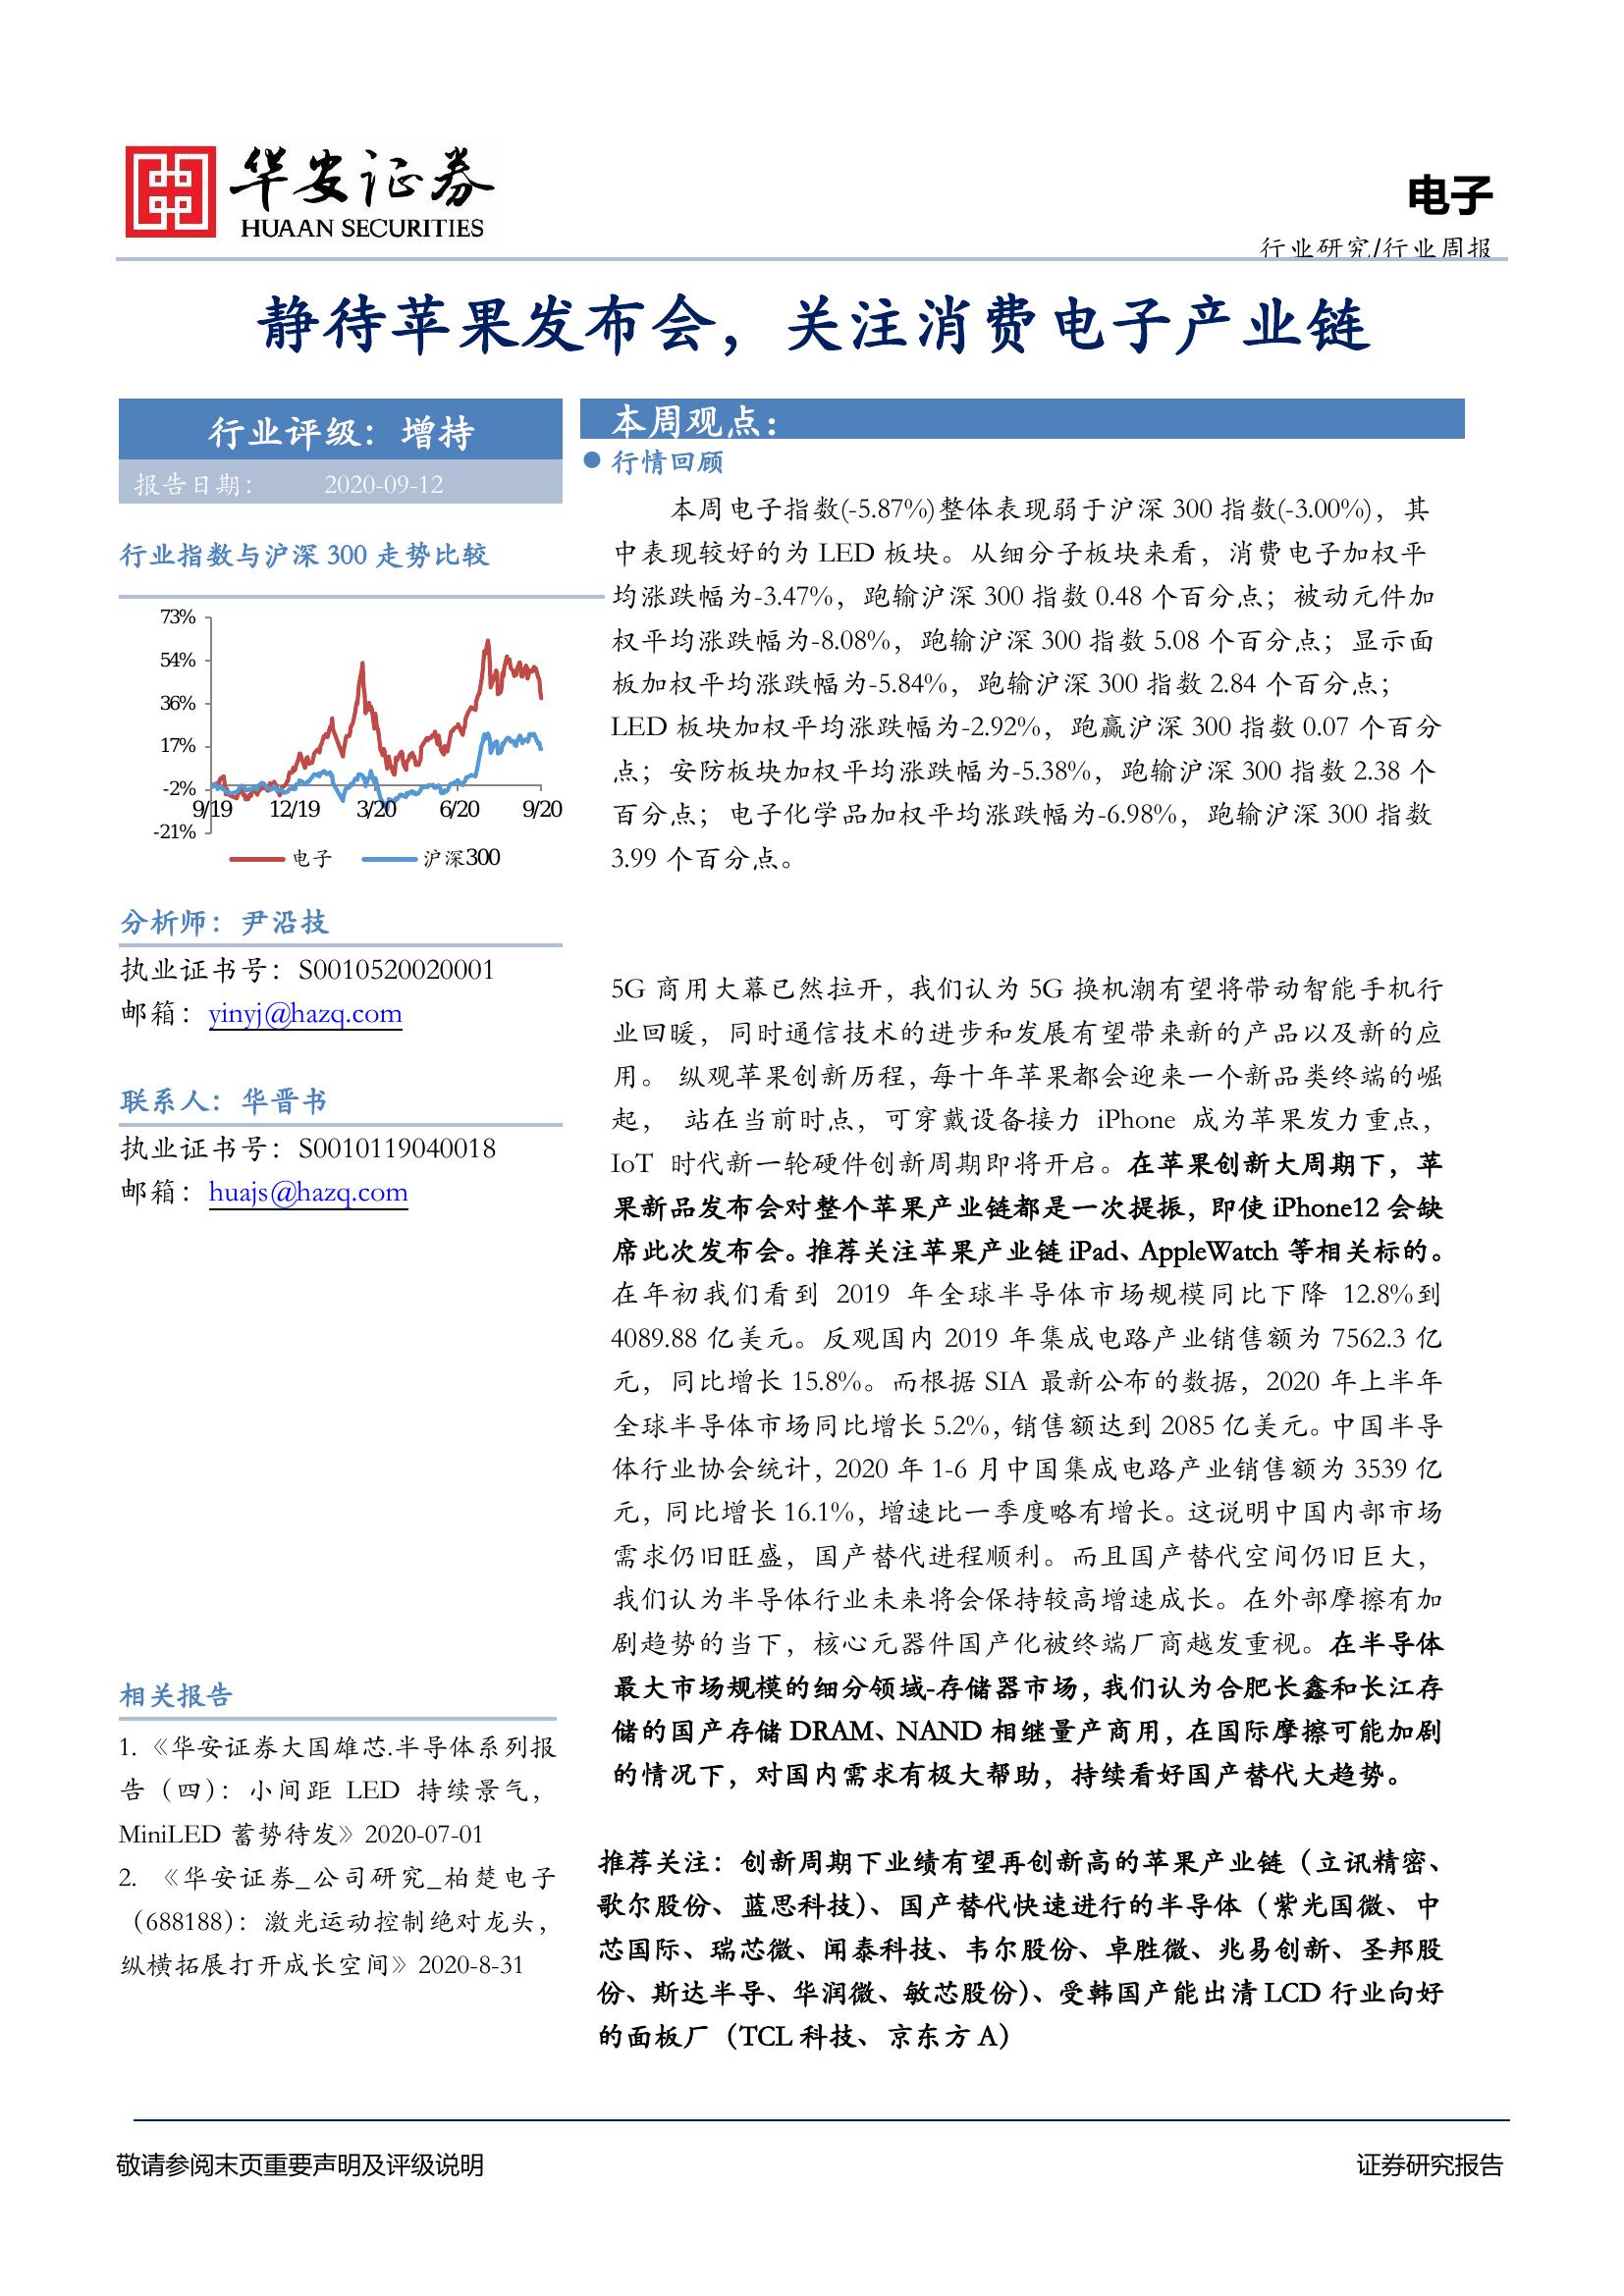 华安证券
HUAAN SECURITIES
电子
行业研究/行业周报
静待苹果发布会，关注消费电子产业链
行业评级：增持
报告日期： 2020-09-12
行业指数与沪深 300 走势比较
73%
54%
36%
17%
-2%
-21%
9/19 12/19 3/20 6/20 9/20
电子 沪深300
分析师：尹沿技
执业证书号：S0010520020001
邮箱：yinyj@hazq.com
联系人：华晋书
执业证书号：S0010119040018
邮箱：huajs@hazq.com
相关报告
1.《华安证券大国雄芯.半导体系列报
告（四）：小间距 LED 持续景气，
MiniLED 蓄势待发》2020-07-01
2. 《华安证券_公司研究_柏楚电子
（688188）：激光运动控制绝对龙头，
纵横拓展打开成长空间》2020-8-31
本周观点：
行情回顾
本周电子指数(-5.87%)整体表现弱于沪深 300 指数(-3.00%)，其
中表现较好的为 LED 板块。从细分子板块来看，消费电子加权平
均涨跌幅为-3.47%，跑输沪深 300 指数 0.48 个百分点；被动元件加
权平均涨跌幅为-8.08%，跑输沪深 300 指数 5.08 个百分点；显示面
板加权平均涨跌幅为-5.84%，跑输沪深 300 指数 2.84 个百分点；
LED 板块加权平均涨跌幅为-2.92%，跑赢沪深 300 指数 0.07 个百分
点；安防板块加权平均涨跌幅为-5.38%，跑输沪深 300 指数 2.38 个
百分点；电子化学品加权平均涨跌幅为-6.98%，跑输沪深 300 指数
3.99 个百分点。
5G 商用大幕已然拉开，我们认为 5G 换机潮有望将带动智能手机行
业回暖，同时通信技术的进步和发展有望带来新的产品以及新的应
用。 纵观苹果创新历程，每十年苹果都会迎来一个新品类终端的崛
起， 站在当前时点，可穿戴设备接力 iPhone 成为苹果发力重点，
IoT 时代新一轮硬件创新周期即将开启。在苹果创新大周期下，苹
果新品发布会对整个苹果产业链都是一次提振，即使 iPhone12 会缺
席此次发布会。推荐关注苹果产业链 iPad、AppleWatch 等相关标的。
在年初我们看到 2019 年全球半导体市场规模同比下降 12.8%到
4089.88 亿美元。反观国内 2019 年集成电路产业销售额为 7562.3 亿
元，同比增长 15.8%。而根据 SIA 最新公布的数据，2020 年上半年
全球半导体市场同比增长 5.2%，销售额达到 2085 亿美元。中国半导
体行业协会统计，2020 年 1-6 月中国集成电路产业销售额为 3539 亿
元，同比增长 16.1%，增速比一季度略有增长。这说明中国内部市场
需求仍旧旺盛，国产替代进程顺利。而且国产替代空间仍旧巨大，
我们认为半导体行业未来将会保持较高增速成长。在外部摩擦有加
剧趋势的当下，核心元器件国产化被终端厂商越发重视。在半导体
最大市场规模的细分领域-存储器市场，我们认为合肥长鑫和长江存
储的国产存储 DRAM、NAND 相继量产商用，在国际摩擦可能加剧
的情况下，对国内需求有极大帮助，持续看好国产替代大趋势。
推荐关注：创新周期下业绩有望再创新高的苹果产业链（立讯精密、
歌尔股份、蓝思科技）、国产替代快速进行的半导体（紫光国微、中
芯国际、瑞芯微、闻泰科技、韦尔股份、卓胜微、兆易创新、圣邦股
份、斯达半导、华润微、敏芯股份）、受韩国产能出清 LCD 行业向好
的面板厂（TCL 科技、京东方 A）
敬请参阅末页重要声明及评级说明
证券研究报告